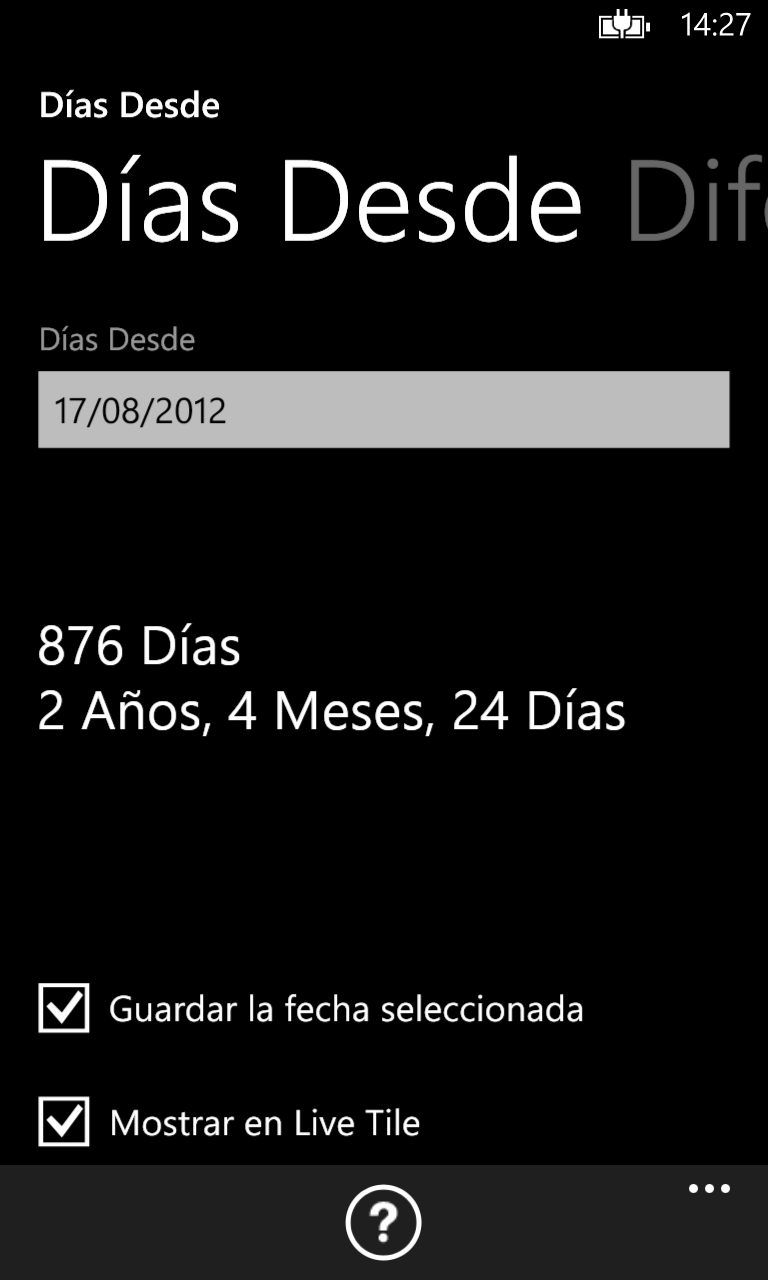 14:27
Días Desde
Días Desde Dif
Días Desde
17/08/2012
876 Días
2 Años, 4 Meses, 24 Días
Guardar la fecha seleccionada
Mostrar en Live Tile
?